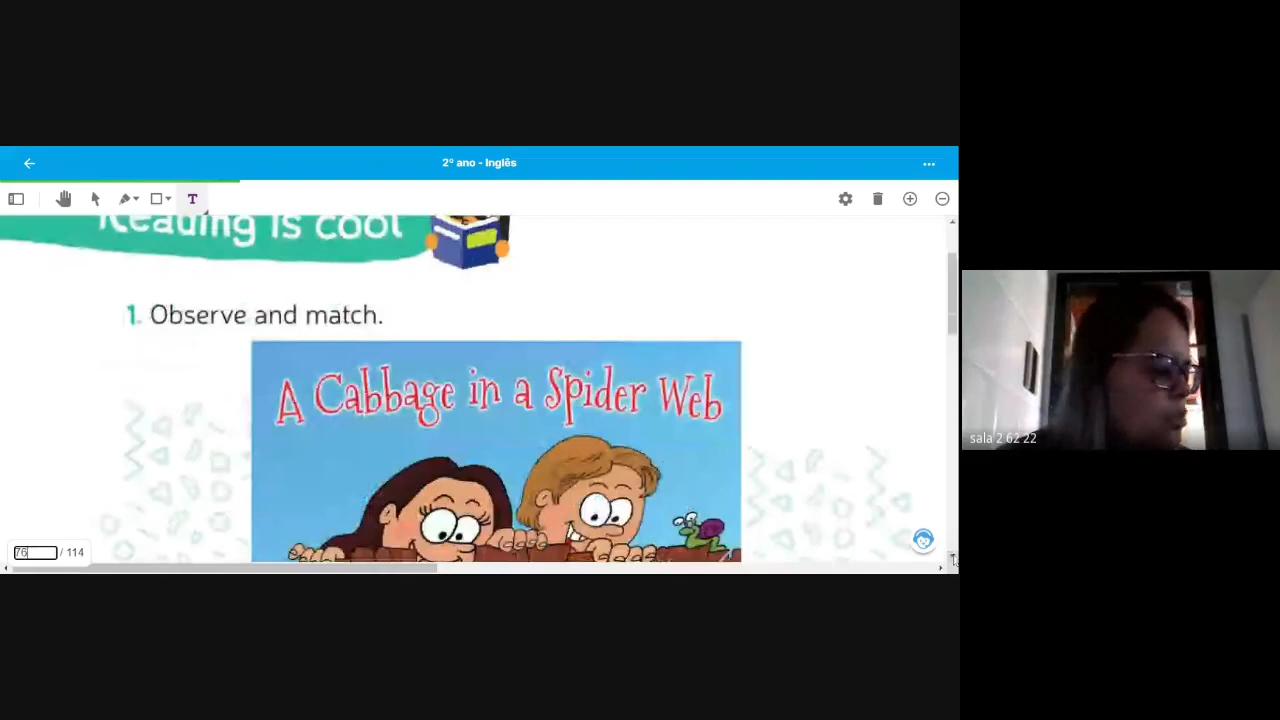 2º ano - Inglês
T
Reading is cool
1. Observe and match.
A Cabbage in a Spider Web
sala 2 62 22
76 / 114